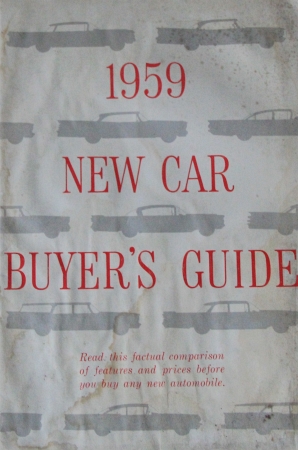 1959
NEW CAR
BUYER'S GUIDE
Read this factual comparison
of features and prices before
you buy any new automobile.